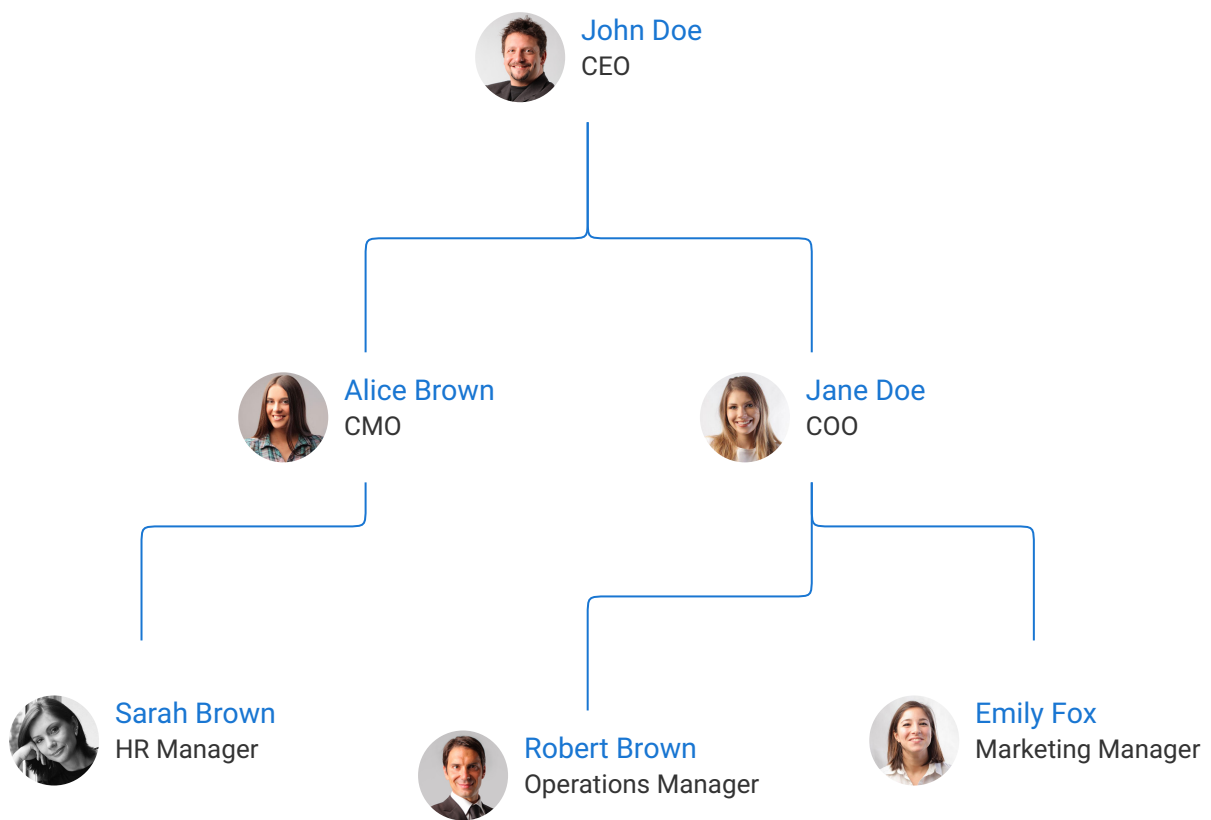 John Doe
CEO
Alice Brown
CMO
Jane Doe
COO
Sarah Brown
HR Manager
Robert Brown
Operations Manager
Emily Fox
Marketing Manager